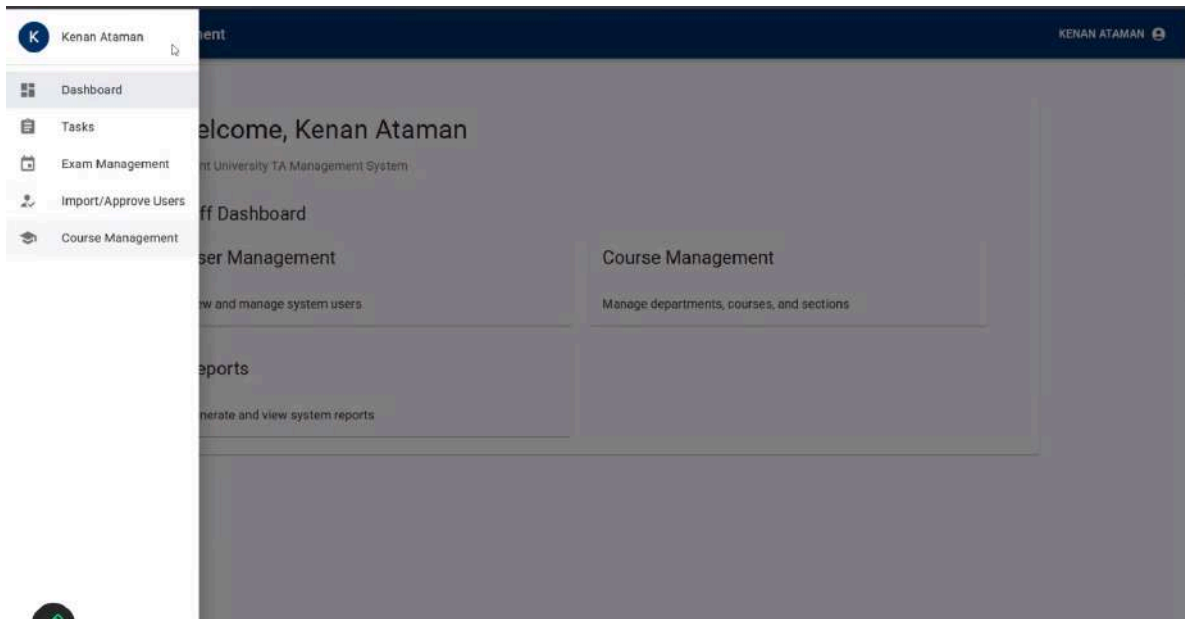 K Kenan Ataman
ent
KENAN ATAMAN
Dashboard
Tasks
Exam Management
Import/Approve Users
Course Management
elcome, Kenan Ataman
nt University TA Management System
ff Dashboard
ser Management
ew and manage system users
Course Management
Manage departments, courses, and sections
eports
nerate and view system reports